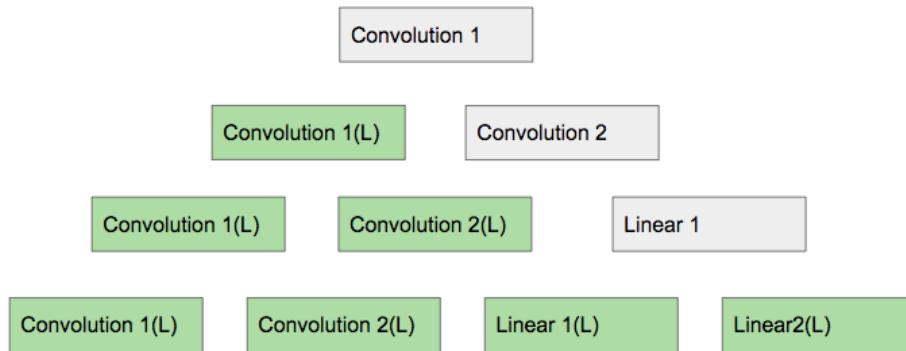 Convolution 1
Convolution 1(L) Convolution 2
Convolution 1(L) Convolution 2(L) Linear 1
Convolution 1(L) Convolution 2(L) Linear 1(L) Linear2(L)